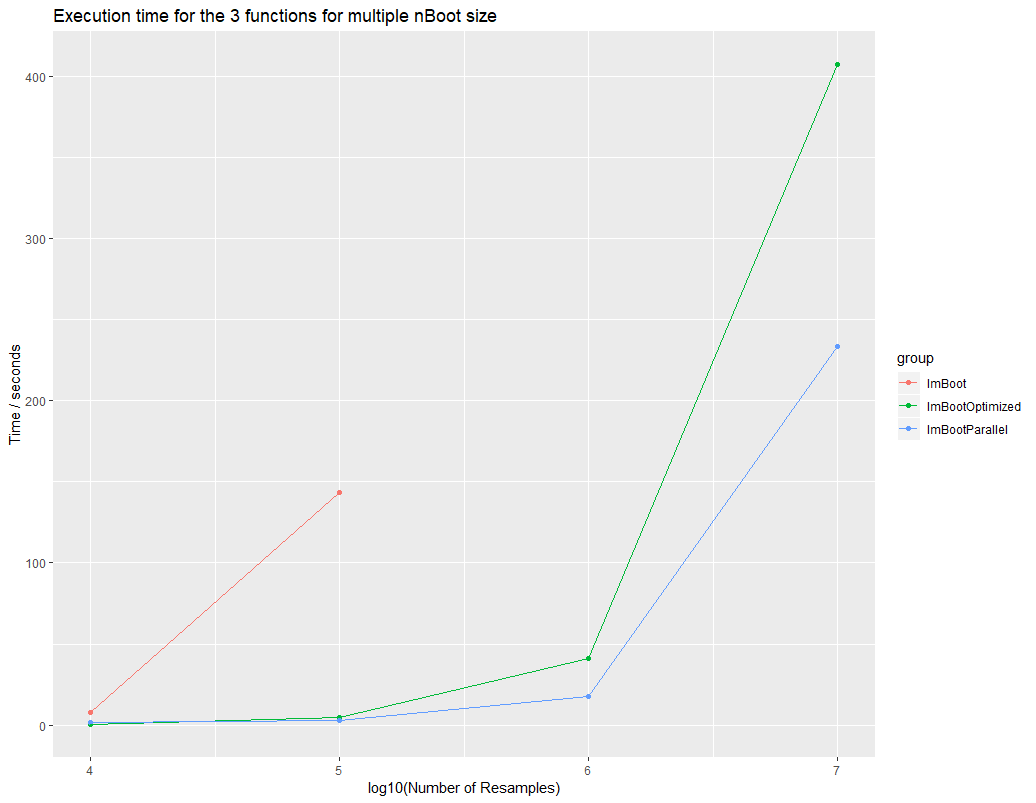 Execution time for the 3 functions for multiple nBoot size
Time / seconds
400
300
200
100
0
4 5 6 7
log10(Number of Resamples)
group
lmBoot
lmBootOptimized
lmBootParallel